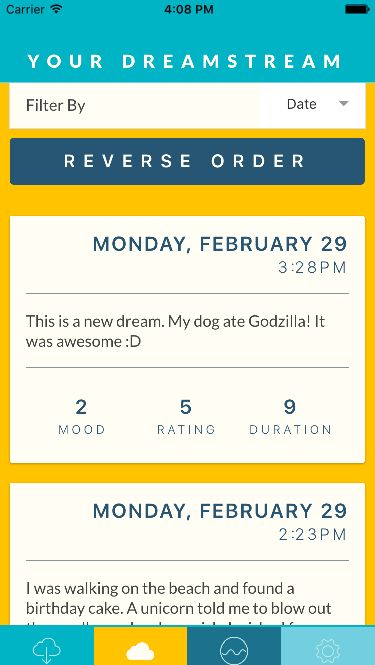 Carrier 4:08 PM
YOUR DREAMSTREAM
Filter By Date
REVERSE ORDER
MONDAY, FEBRUARY 29
3:28PM
This is a new dream. My dog ate Godzilla! It
was awesome :D
2 5 9
MOOD RATING DURATION
MONDAY, FEBRUARY 29
2:23PM
I was walking on the beach and found a
birthday cake. A unicorn told me to blow out